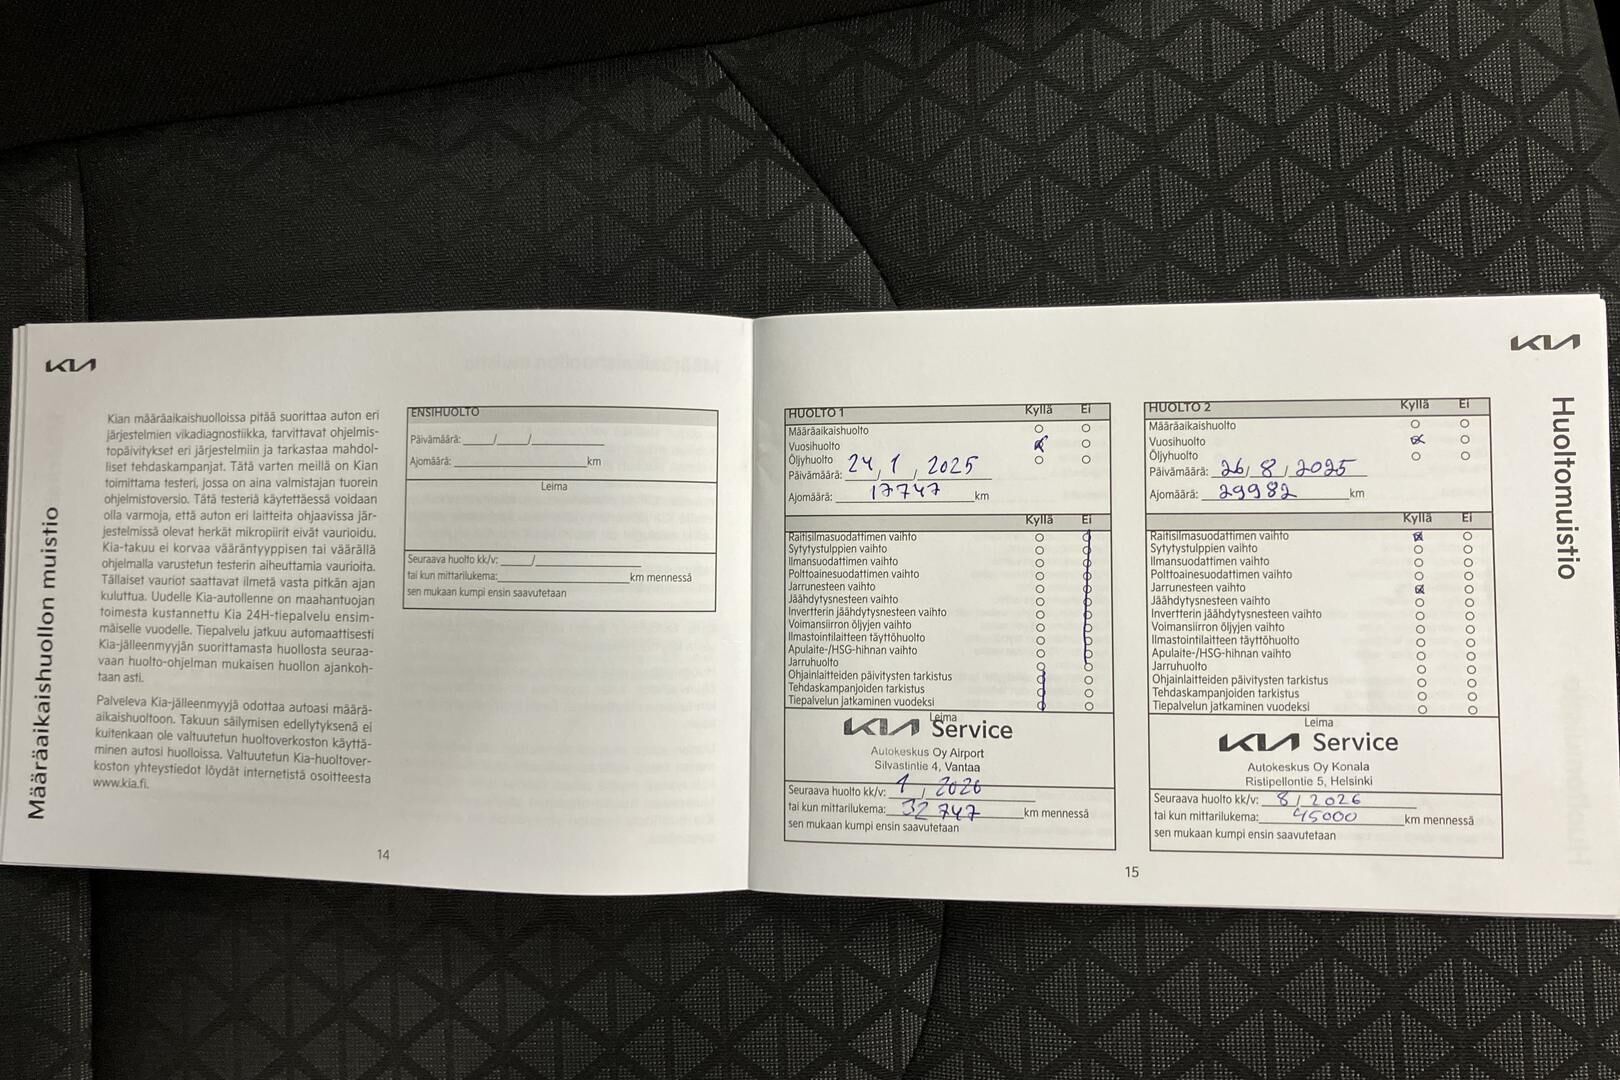 KIA
Määräaikaishuollon muistio
Kian määräaikaishuolloissa pitää suorittaa auton eri
järjestelmien vikadiagnostiikka, tarvittavat ohjelmis-
topäivitykset eri järjestelmiin ja tarkastaa mahdol-
liset tehdaskampanjat. Tätä varten meillä on Kian
toimittama testeri, jossa on aina valmistajan tuorein
ohjelmistoversio. Tätä testeriä käytettäessä voidaan
olla varmoja, että auton eri laitteita ohjaavissa jär-
jestelmissä olevat herkät mikropiirit eivät vaurioidu.
Kia-takuu ei korvaa vääräntyyppisen tai väärällä
ohjelmalla varustetun testerin aiheuttamia vaurioita.
Tällaiset vauriot saattavat ilmetä vasta pitkän ajan
kuluttua. Uudelle Kia-autollenne on maahantuojan
toimesta kustannettu Kia 24H-tiepalvelu ensim-
mäiselle vuodelle. Tiepalvelu jatkuu automaattisesti
Kia-jälleenmyyjän suorittamasta huollosta seuraa-
vaan huolto-ohjelman mukaisen huollon ajankoh-
taan asti.
Palveleva Kia-jälleenmyyjä odottaa autoasi määrä-
aikaishuoltoon. Takuun säilymisen edellytyksenä ei
kuitenkaan ole valtuutetun huoltoverkoston käyttä-
minen autosi huolloissa. Valtuutetun Kia-huoltover-
koston yhteystiedot löydät internetistä osoitteesta
www.kia.fi.
ENSIHUOLTO
Päivämäärä: ____/____/________
Ajomäärä: ________ km
Leima
Seuraava huolto kk/v: ____/________
tai kun mittarilukema: ________ km mennessä
sen mukaan kumpi ensin saavutetaan
14
KIA
Huoltomuistio
HUOLTO 1 Kyllä Ei
Määräaikaishuolto
Vuosihuolto
Öljyhuolto
Päivämäärä: 24 / 1 / 2025
Ajomäärä: 17747 km
Kyllä Ei
Raitisilmasuodattimen vaihto
Sytytystulppien vaihto
Ilmansuodattimen vaihto
Polttoainesuodattimen vaihto
Jarrunesteen vaihto
Jäähdytysnesteen vaihto
Invertterin jäähdytysnesteen vaihto
Voimansiirron öljyjen vaihto
Ilmastointilaitteen täyttöhuolto
Apulaite-/HSG-hihnan vaihto
Jarruhuolto
Ohjainlaitteiden päivitysten tarkistus
Tehdaskampanjoiden tarkistus
Tiepalvelun jatkaminen vuodeksi
Leima
KIA Service
Autokeskus Oy Airport
Silvastintie 4, Vantaa
Seuraava huolto kk/v: 1 / 2026
tai kun mittarilukema: 32 747 km mennessä
sen mukaan kumpi ensin saavutetaan
HUOLTO 2 Kyllä Ei
Määräaikaishuolto
Vuosihuolto
Öljyhuolto
Päivämäärä: 26 / 8 / 2025
Ajomäärä: 29982 km
Kyllä Ei
Raitisilmasuodattimen vaihto
Sytytystulppien vaihto
Ilmansuodattimen vaihto
Polttoainesuodattimen vaihto
Jarrunesteen vaihto
Jäähdytysnesteen vaihto
Invertterin jäähdytysnesteen vaihto
Voimansiirron öljyjen vaihto
Ilmastointilaitteen täyttöhuolto
Apulaite-/HSG-hihnan vaihto
Jarruhuolto
Ohjainlaitteiden päivitysten tarkistus
Tehdaskampanjoiden tarkistus
Tiepalvelun jatkaminen vuodeksi
Leima
KIA Service
Autokeskus Oy Konala
Ristipellontie 5, Helsinki
Seuraava huolto kk/v: 8 / 2026
tai kun mittarilukema: 45000 km mennessä
sen mukaan kumpi ensin saavutetaan
15